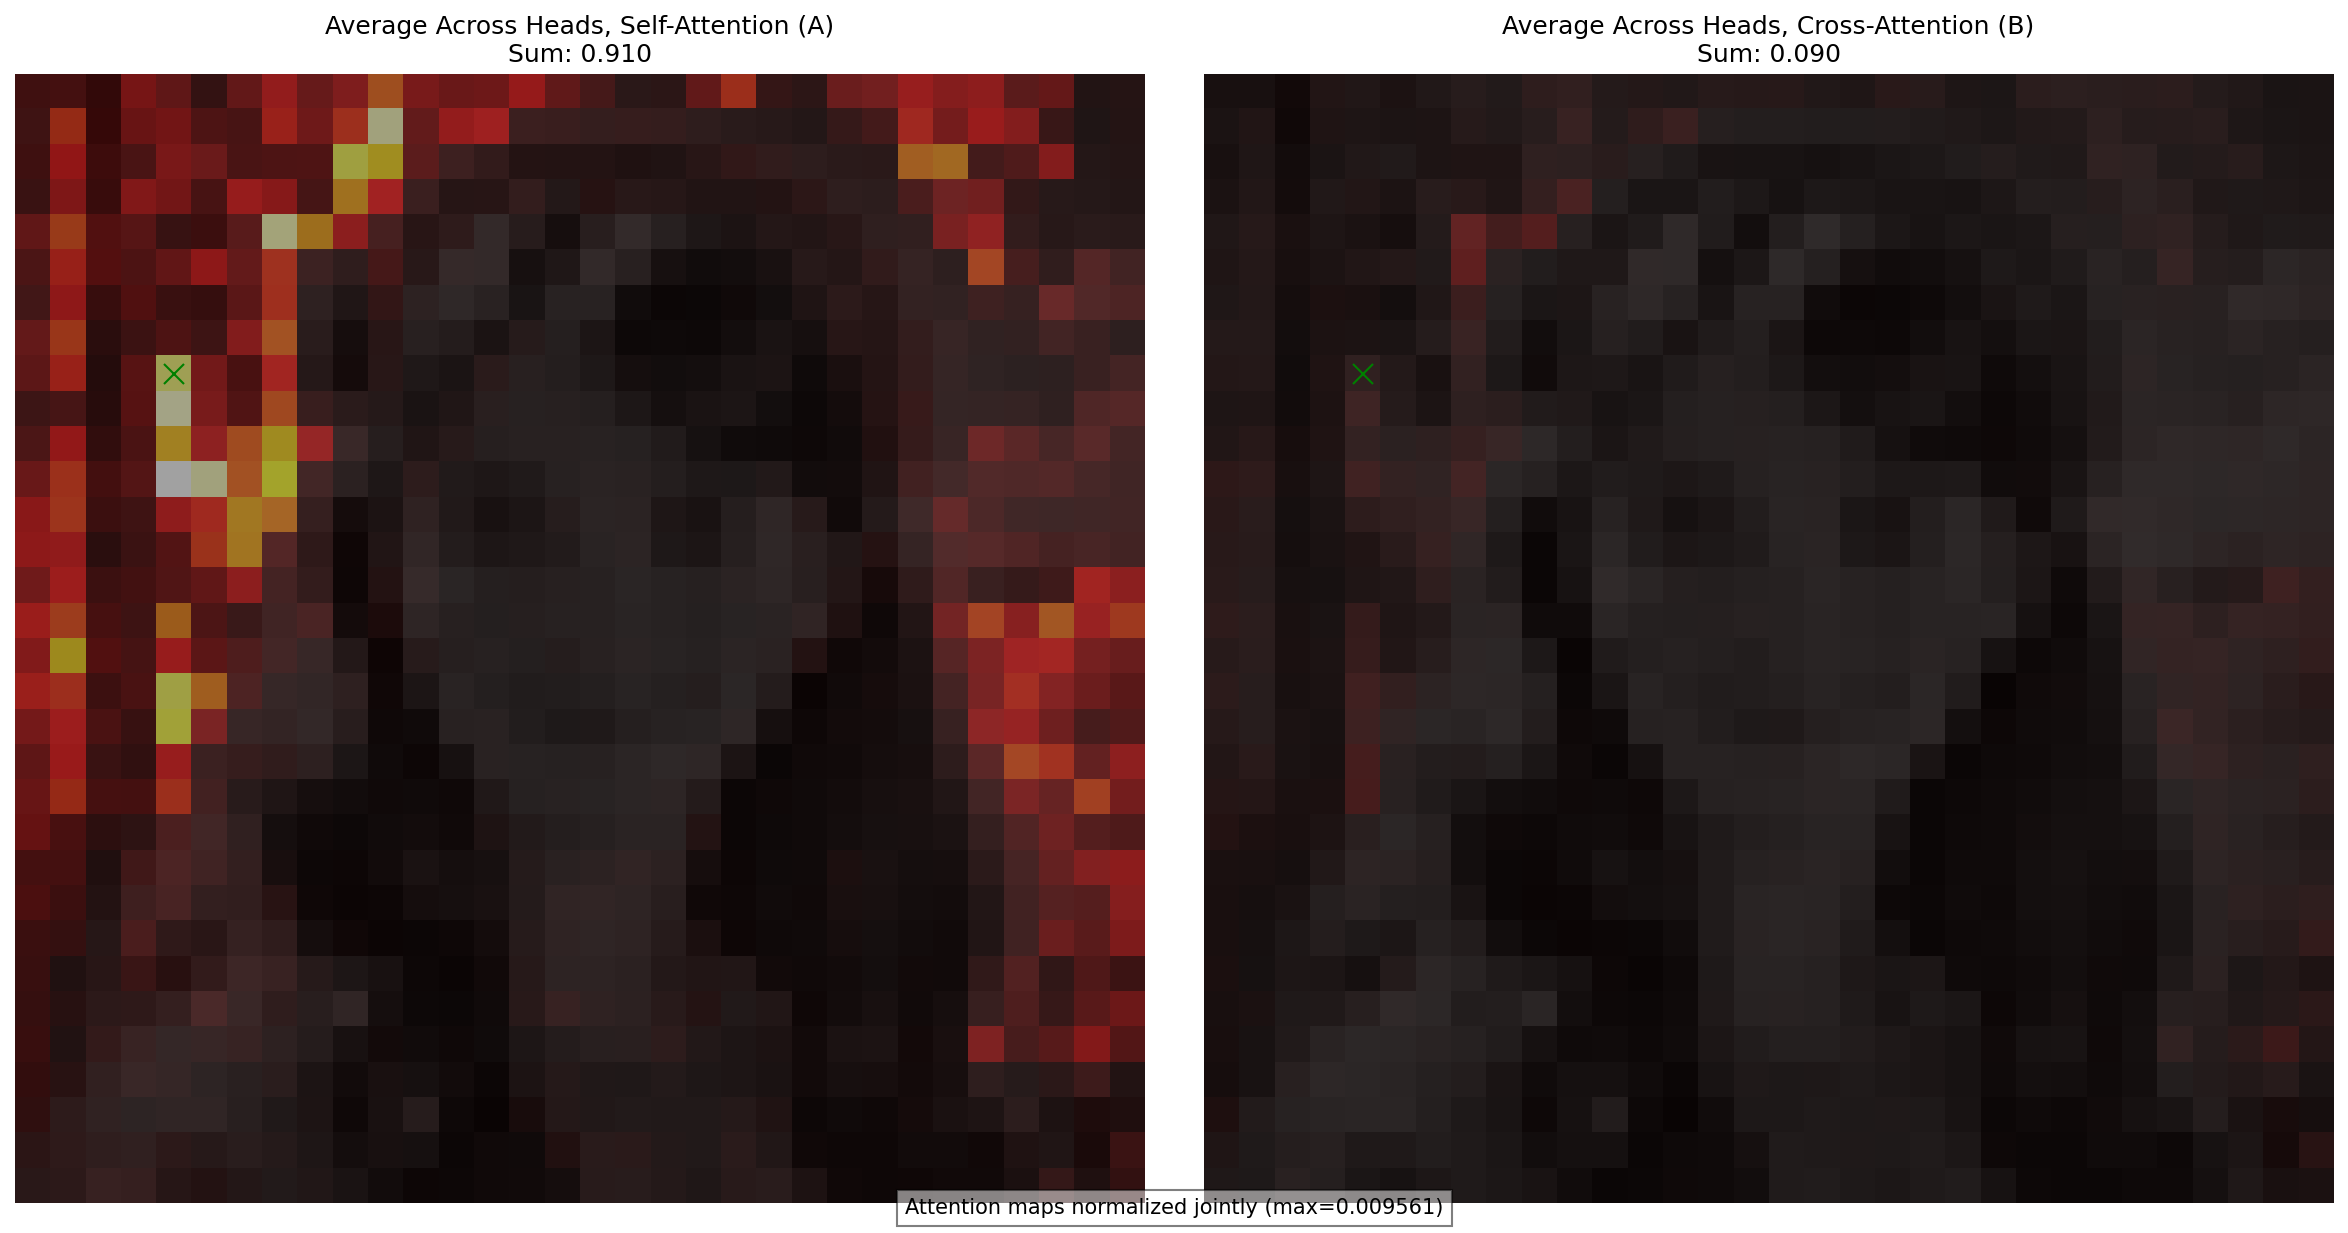 Average Across Heads, Self-Attention (A)
Sum: 0.910
Average Across Heads, Cross-Attention (B)
Sum: 0.090
Attention maps normalized jointly (max=0.009561)